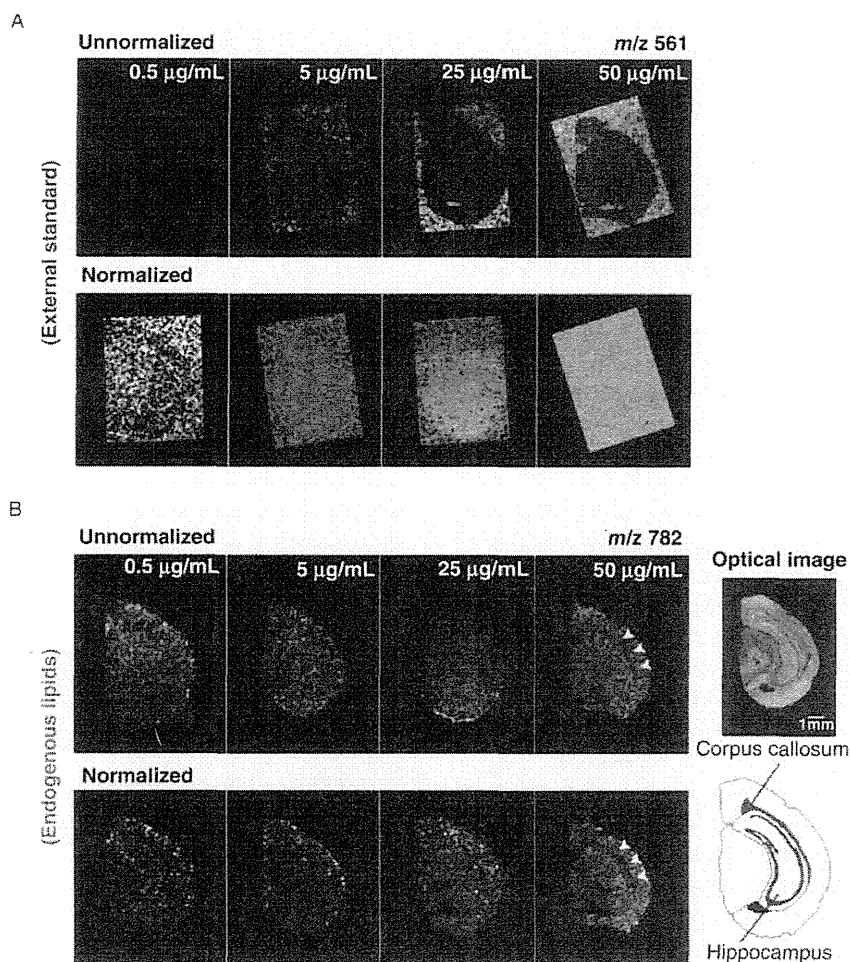 A
Unnormalized m/z 561
0.5 µg/mL 5 µg/mL 25 µg/mL 50 µg/mL
(External standard)
Normalized
B
Unnormalized m/z 782
0.5 µg/mL 5 µg/mL 25 µg/mL 50 µg/mL
Optical image
(Endogenous lipids)
1mm
Corpus callosum
Normalized
Hippocampus